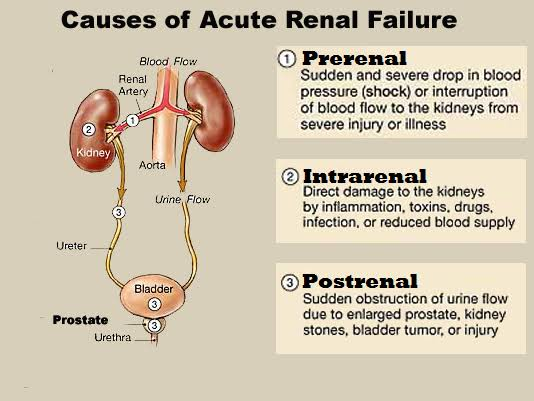 Causes of Acute Renal Failure
Blood Flow
Renal
Artery
1
2
Kidney
Aorta
Urine Flow
3
Ureter
Bladder
3
Prostate
3
Urethra
1 Prerenal
Sudden and severe drop in blood
pressure (shock) or interruption
of blood flow to the kidneys from
severe injury or illness
2 Intrarenal
Direct damage to the kidneys
by inflammation, toxins, drugs,
infection, or reduced blood supply
3 Postrenal
Sudden obstruction of urine flow
due to enlarged prostate, kidney
stones, bladder tumor, or injury